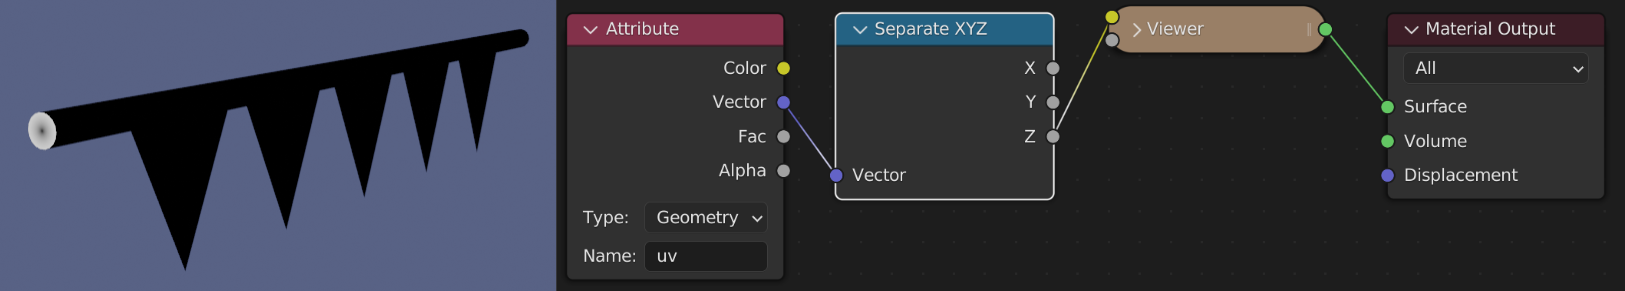 Attribute
Color
Vector
Fac
Alpha
Type: Geometry
Name: uv
Separate XYZ
X
Y
Z
Vector
Viewer
Material Output
All
Surface
Volume
Displacement